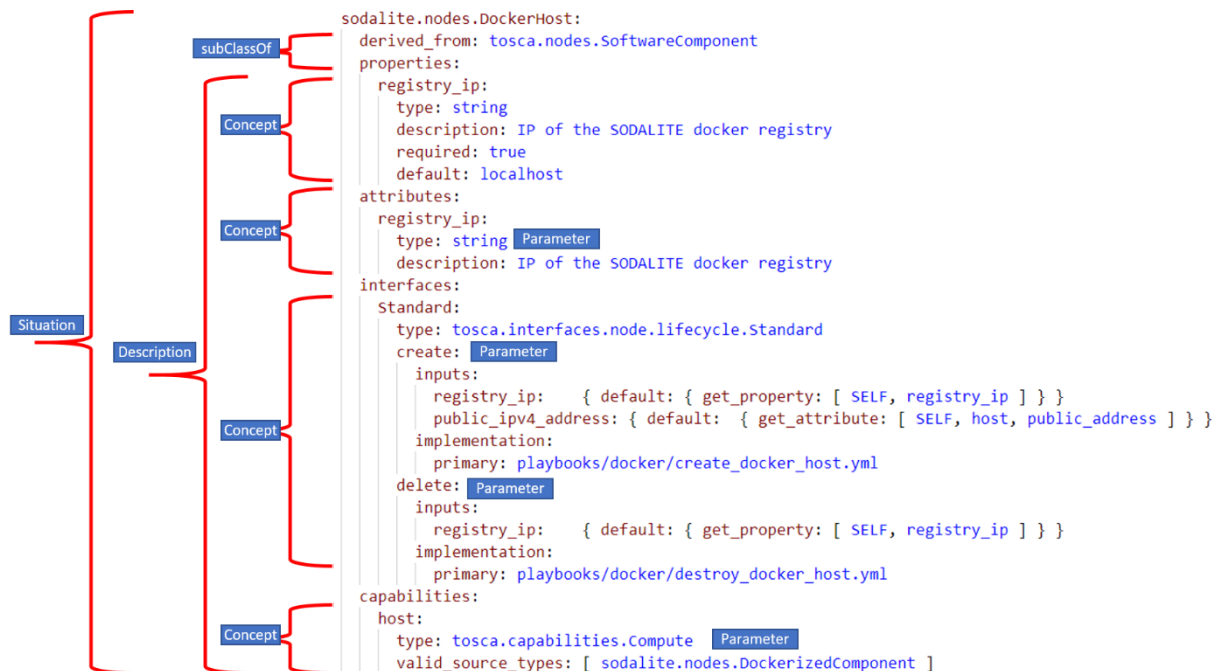 sodalite.nodes.DockerHost:
subClassOf
derived_from: tosca.nodes.SoftwareComponent
properties:
registry_ip:
type: string
Concept
description: IP of the SODALITE docker registry
required: true
default: localhost
attributes:
Concept
registry_ip:
type: string Parameter
description: IP of the SODALITE docker registry
interfaces:
Standard:
Situation
type: tosca.interfaces.node.lifecycle.Standard
Description
create: Parameter
inputs:
registry_ip: { default: { get_property: [ SELF, registry_ip ] } }
public_ipv4_address: { default: { get_attribute: [ SELF, host, public_address ] } }
Concept
implementation:
primary: playbooks/docker/create_docker_host.yml
delete: Parameter
inputs:
registry_ip: { default: { get_property: [ SELF, registry_ip ] } }
implementation:
primary: playbooks/docker/destroy_docker_host.yml
capabilities:
host:
Concept
type: tosca.capabilities.Compute Parameter
valid_source_types: [ sodalite.nodes.DockerizedComponent ]